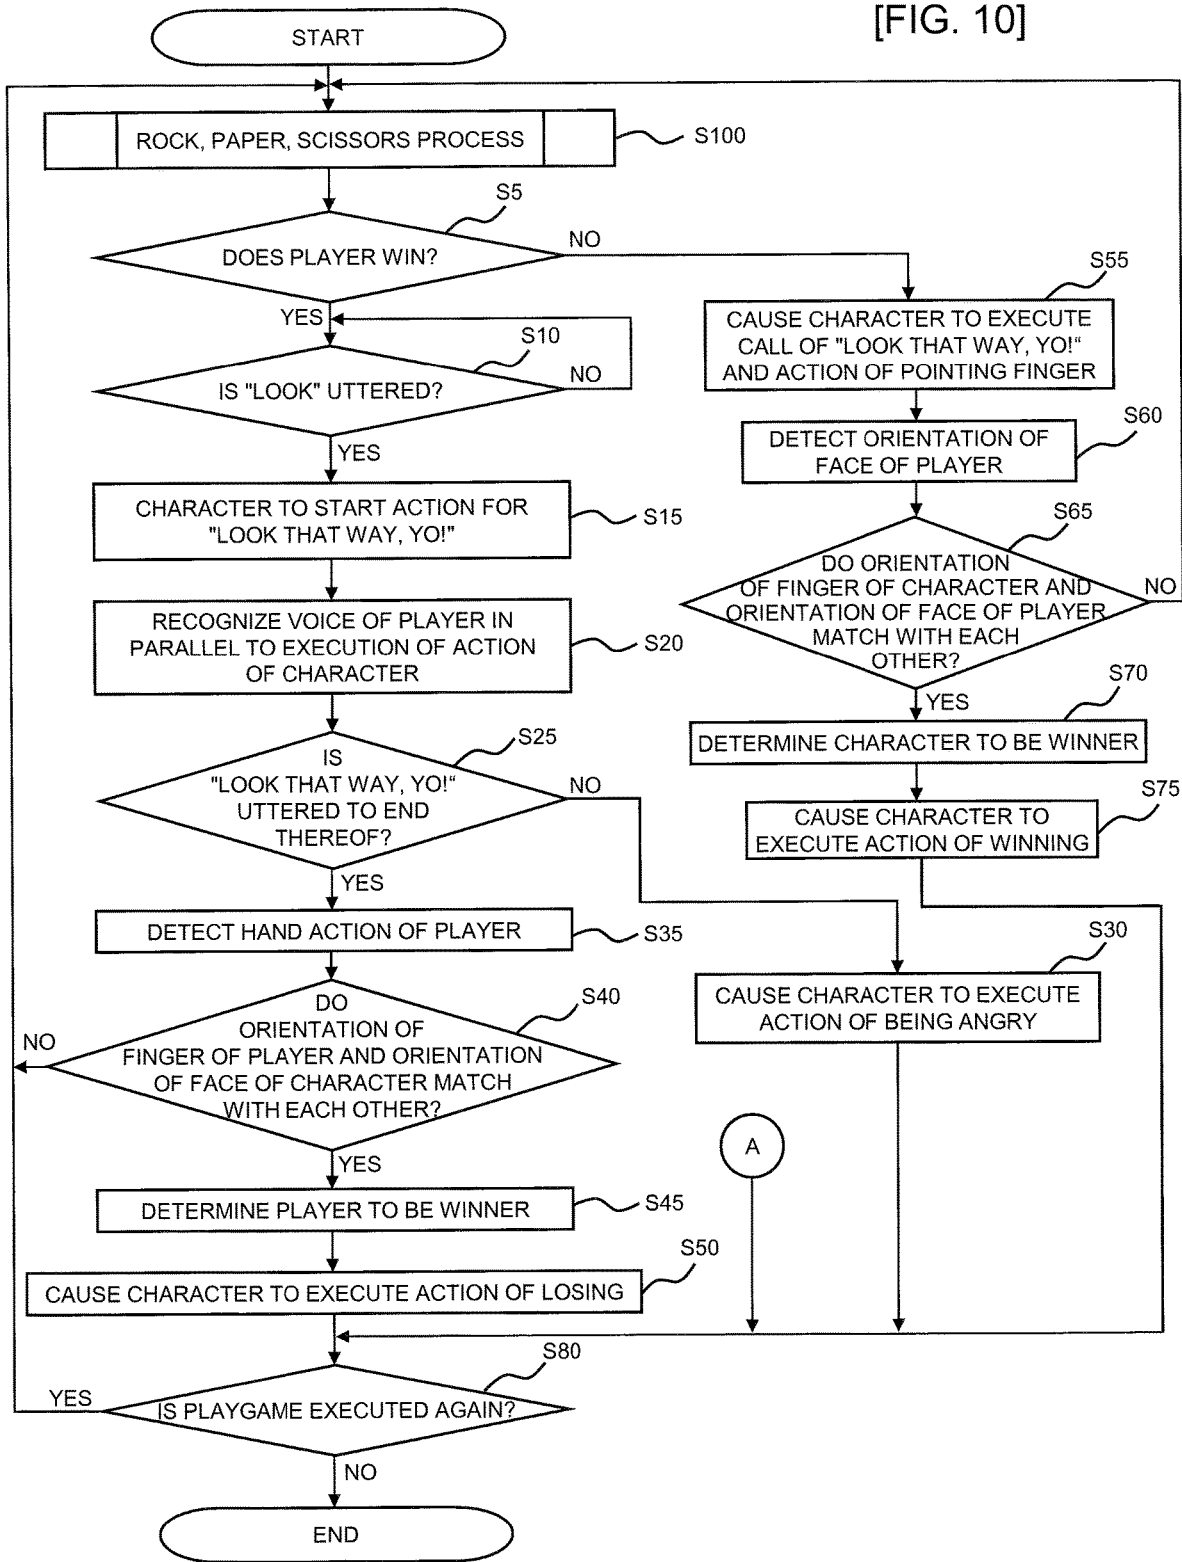 [FIG. 10]
START
ROCK, PAPER, SCISSORS PROCESS
S100
S5
DOES PLAYER WIN?
NO
YES
S10
IS "LOOK" UTTERED?
NO
YES
CHARACTER TO START ACTION FOR
"LOOK THAT WAY, YO!"
S15
RECOGNIZE VOICE OF PLAYER IN
PARALLEL TO EXECUTION OF ACTION
OF CHARACTER
S20
S25
IS
"LOOK THAT WAY, YO!"
UTTERED TO END
THEREOF?
NO
YES
DETECT HAND ACTION OF PLAYER
S35
S40
DO
ORIENTATION OF
FINGER OF PLAYER AND ORIENTATION
OF FACE OF CHARACTER MATCH
WITH EACH OTHER?
NO
YES
DETERMINE PLAYER TO BE WINNER
S45
S50
CAUSE CHARACTER TO EXECUTE ACTION OF LOSING
S55
CAUSE CHARACTER TO EXECUTE
CALL OF "LOOK THAT WAY, YO!"
AND ACTION OF POINTING FINGER
S60
DETECT ORIENTATION OF
FACE OF PLAYER
S65
DO ORIENTATION
OF FINGER OF CHARACTER AND
ORIENTATION OF FACE OF PLAYER
MATCH WITH EACH
OTHER?
NO
YES
S70
DETERMINE CHARACTER TO BE WINNER
S75
CAUSE CHARACTER TO
EXECUTE ACTION OF WINNING
S30
CAUSE CHARACTER TO EXECUTE
ACTION OF BEING ANGRY
A
S80
IS PLAYGAME EXECUTED AGAIN?
YES
NO
END